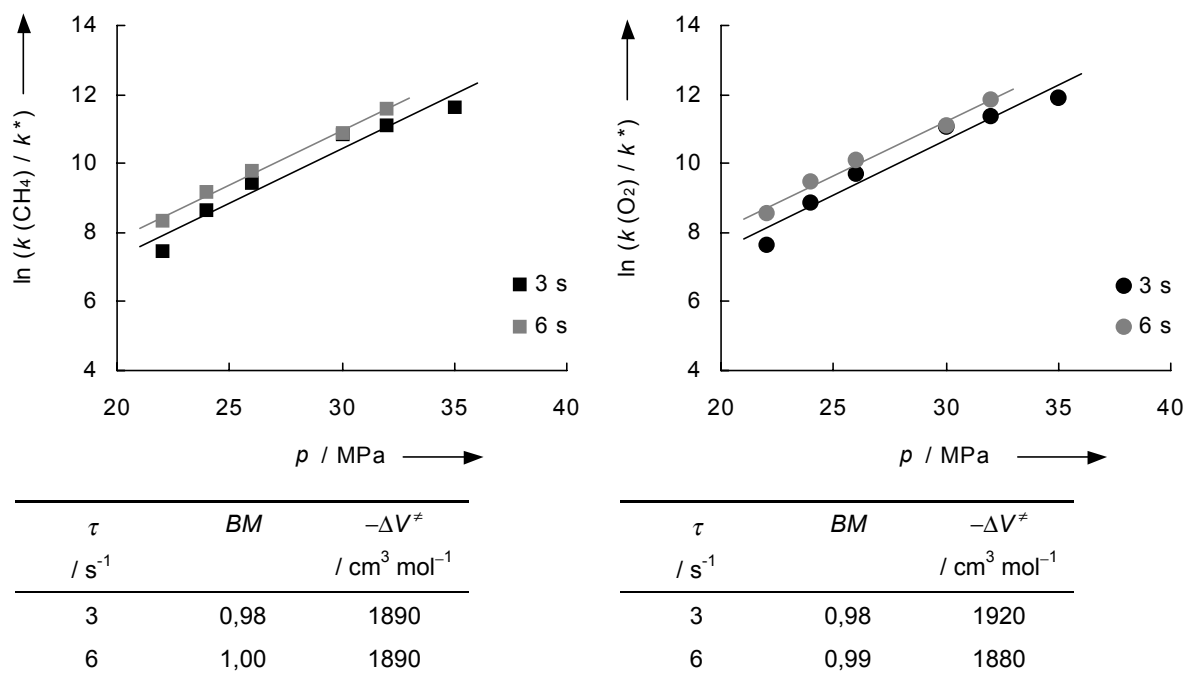 ln (k (CH4) / k*)
14
12
10
8
6
4
20 25 30 35 40
p / MPa
3 s
6 s
τ BM −ΔV≠
/ s-1 / cm3 mol−1
3 0,98 1890
6 1,00 1890
ln (k (O2) / k*)
14
12
10
8
6
4
20 25 30 35 40
p / MPa
3 s
6 s
τ BM −ΔV≠
/ s-1 / cm3 mol−1
3 0,98 1920
6 0,99 1880